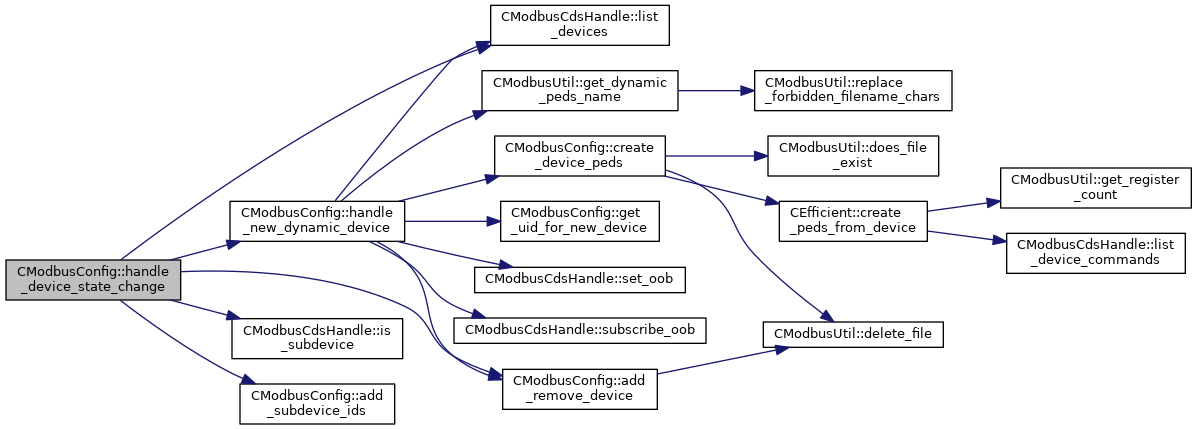 CModbusCdsHandle::list
_devices
CModbusUtil::get_dynamic
_peds_name
CModbusUtil::replace
_forbidden_filename_chars
CModbusConfig::create
_device_peds
CModbusUtil::does_file
_exist
CModbusUtil::get_register
_count
CModbusConfig::handle
_new_dynamic_device
CModbusConfig::get
_uid_for_new_device
CEfficient::create
_peds_from_device
CModbusCdsHandle::list
_device_commands
CModbusConfig::handle
_device_state_change
CModbusCdsHandle::set_oob
CModbusCdsHandle::is
_subdevice
CModbusCdsHandle::subscribe_oob
CModbusUtil::delete_file
CModbusConfig::add
_remove_device
CModbusConfig::add
_subdevice_ids